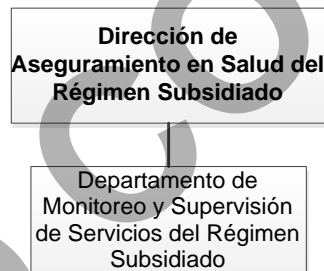 Dirección de
Aseguramiento en Salud del
Régimen Subsidiado
Departamento de
Monitoreo y Supervisión
de Servicios del Régimen
Subsidiado